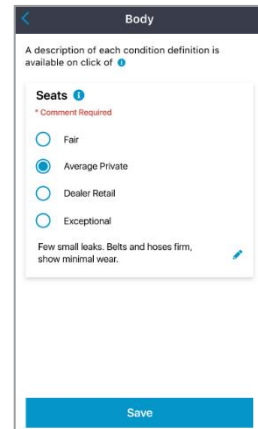 Body
A description of each condition definition is
available on click of
Seats
* Comment Required
Fair
Average Private
Dealer Retail
Exceptional
Few small leaks. Belts and hoses firm,
show minimal wear.
Save